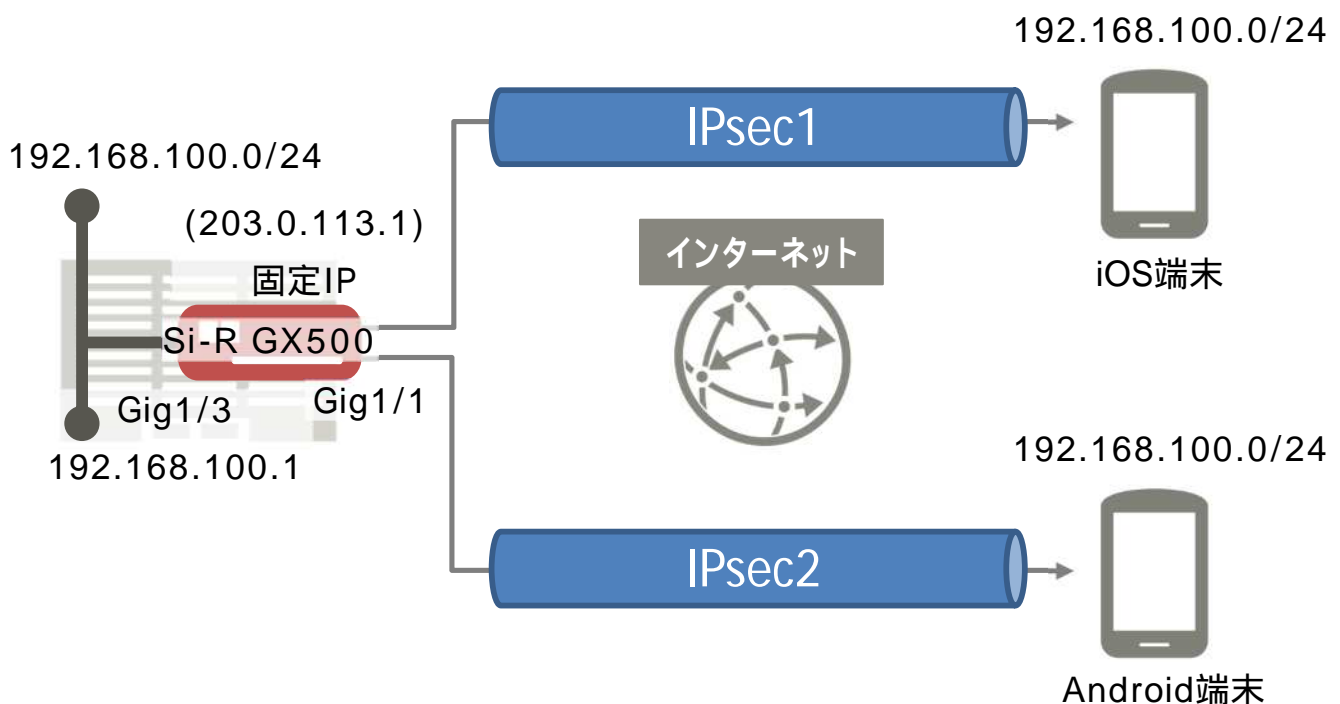 192.168.100.0/24
IPsec1
192.168.100.0/24
(203.0.113.1)
固定IP
インターネット
iOS端末
Si-R GX500
Gig1/3
Gig1/1
192.168.100.1
192.168.100.0/24
IPsec2
Android端末